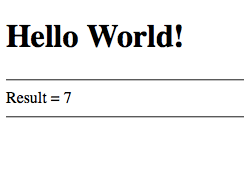 Hello World!
Result = 7